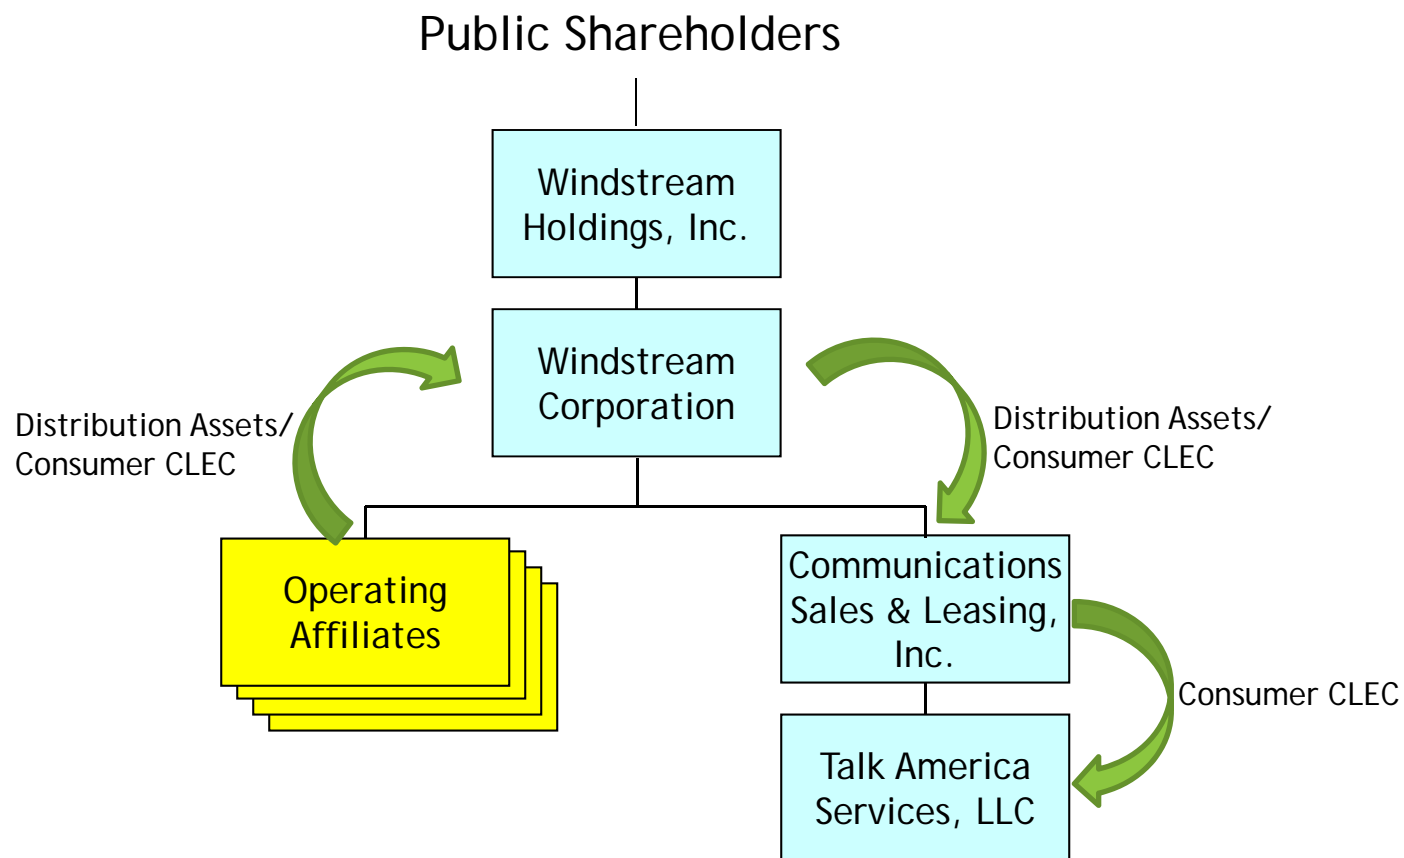 Public Shareholders
Windstream
Holdings, Inc.
Windstream
Corporation
Distribution Assets/
Consumer CLEC
Distribution Assets/
Consumer CLEC
Operating
Affiliates
Communications
Sales & Leasing,
Inc.
Consumer CLEC
Talk America
Services, LLC